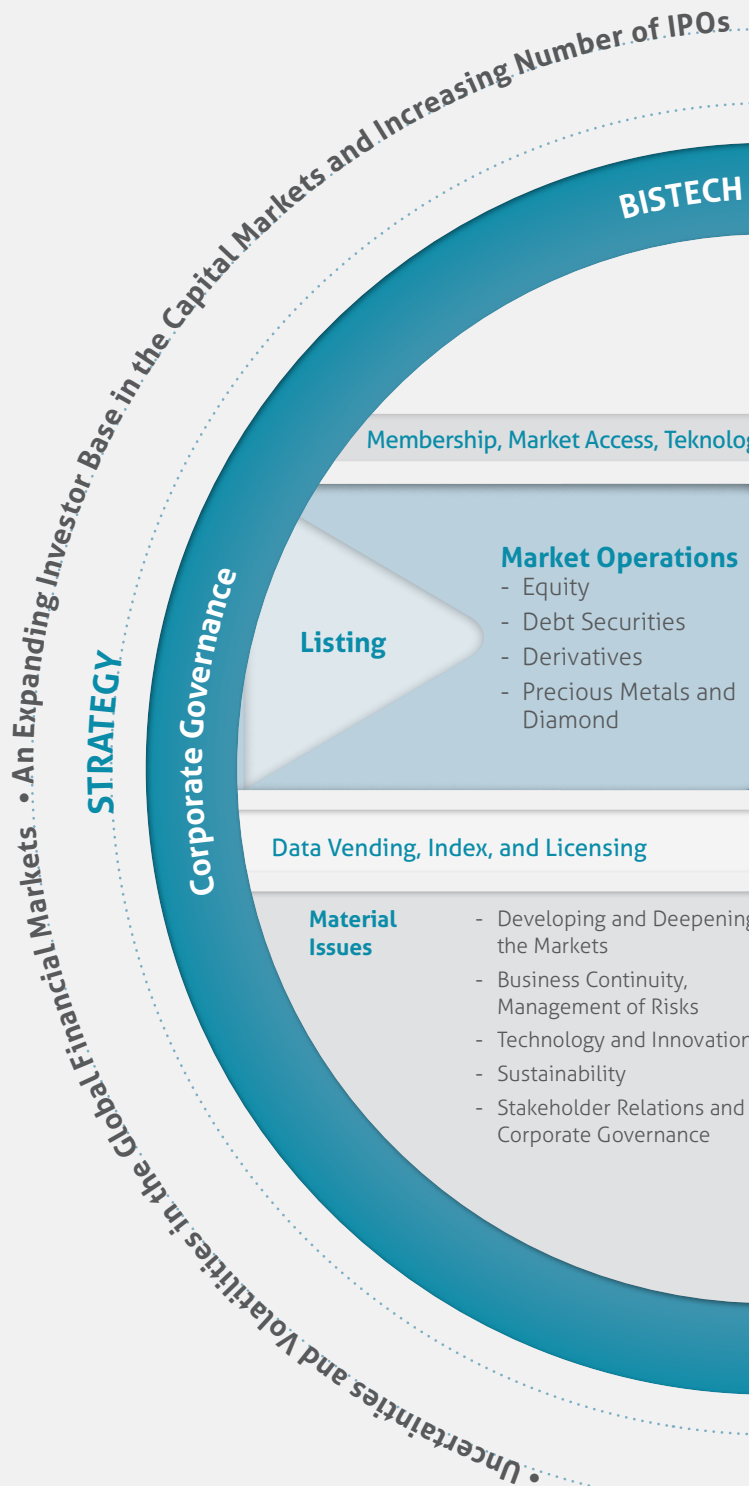 • Uncertainties and Volatilities in the Global Financial Markets • An Expanding Investor Base in the Capital Markets and Increasing Number of IPOs
STRATEGY
BISTECH
Corporate Governance
Membership, Market Access, Teknolog
Listing
Market Operations
- Equity
- Debt Securities
- Derivatives
- Precious Metals and
Diamond
Data Vending, Index, and Licensing
Material
Issues
- Developing and Deepening
the Markets
- Business Continuity,
Management of Risks
- Technology and Innovation
- Sustainability
- Stakeholder Relations and
Corporate Governance